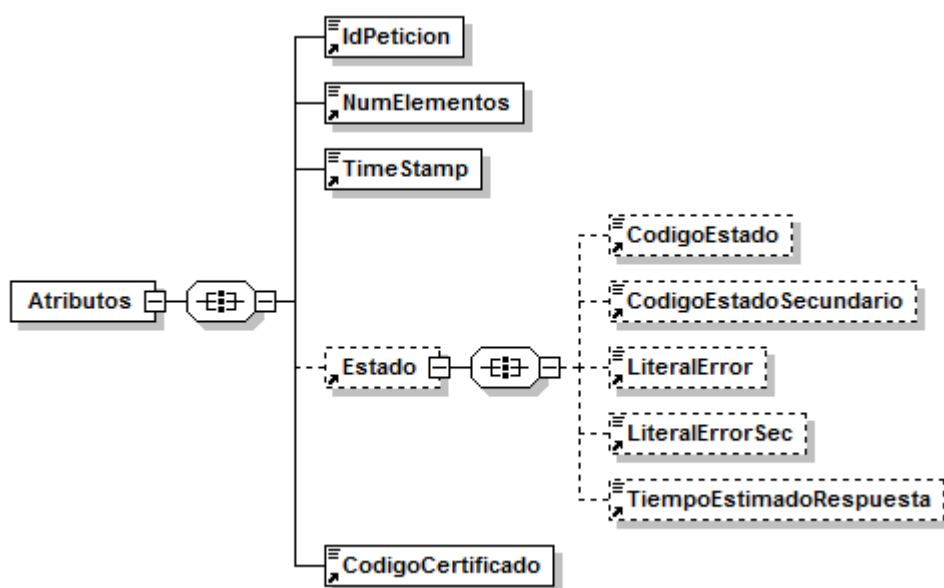 IdPeticion
NumElementos
TimeStamp
CodigoEstado
Atributos
CodigoEstadoSecundario
Estado
LiteralError
LiteralErrorSec
TiempoEstimadoRespuesta
CodigoCertificado